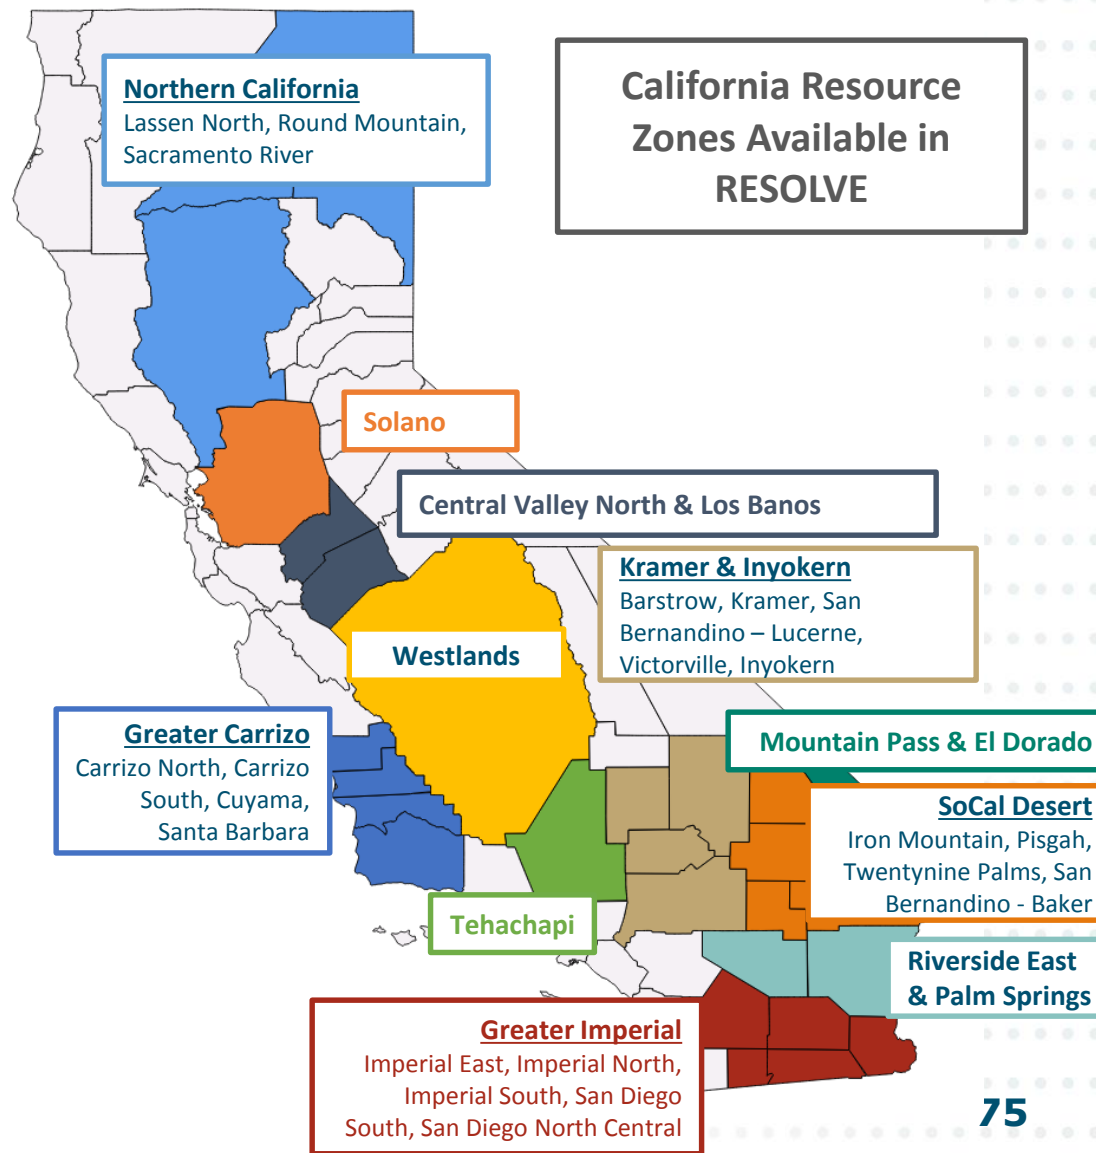 California Resource
Zones Available in
RESOLVE
Northern California
Lassen North, Round Mountain,
Sacramento River
Solano
Central Valley North & Los Banos
Kramer & Inyokern
Barstrow, Kramer, San
Bernandino – Lucerne,
Victorville, Inyokern
Westlands
Greater Carrizo
Carrizo North, Carrizo
South, Cuyama,
Santa Barbara
Mountain Pass & El Dorado
SoCal Desert
Iron Mountain, Pisgah,
Twentynine Palms, San
Bernandino - Baker
Tehachapi
Riverside East
& Palm Springs
Greater Imperial
Imperial East, Imperial North,
Imperial South, San Diego
South, San Diego North Central
75